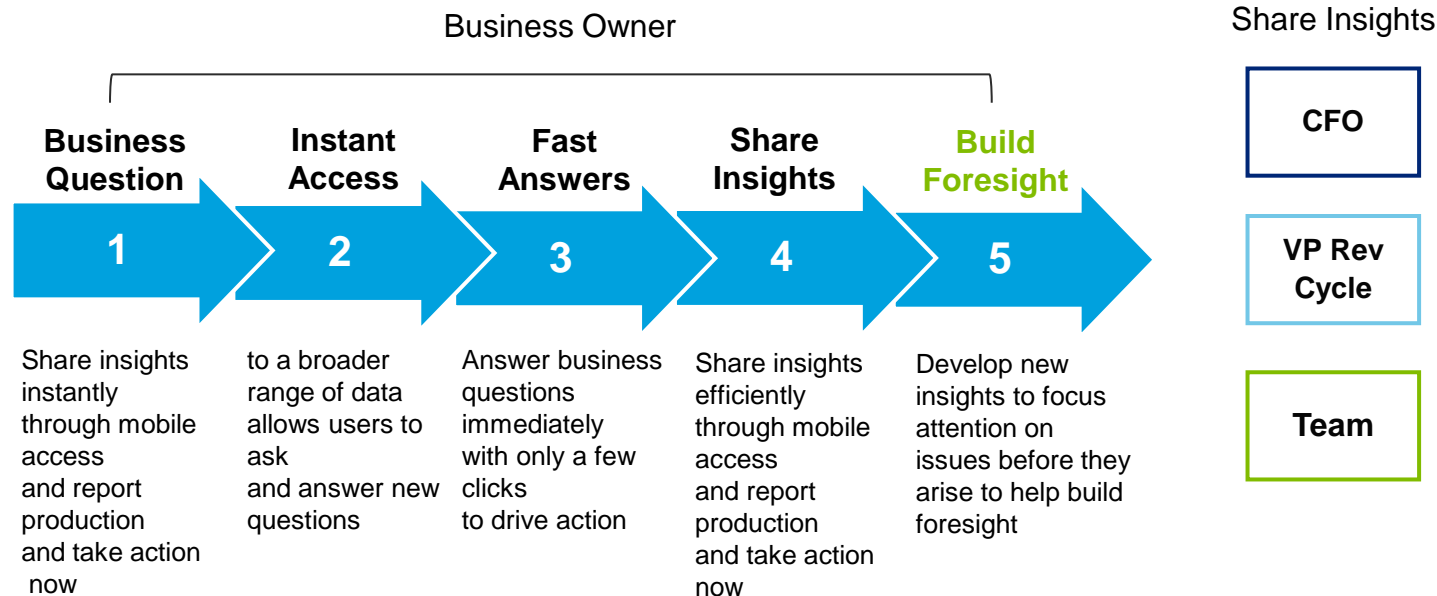 Business Owner
Share Insights
Business
Question
Instant
Access
Fast
Answers
Share
Insights
Build
Foresight
1
2
3
4
5
Share insights
instantly
through mobile
access
and report
production
and take action
now
to a broader
range of data
allows users to
ask
and answer new
questions
Answer business
questions
immediately
with only a few
clicks
to drive action
Share insights
efficiently
through mobile
access
and report
production
and take action
now
Develop new
insights to focus
attention on
issues before they
arise to help build
foresight
CFO
VP Rev
Cycle
Team